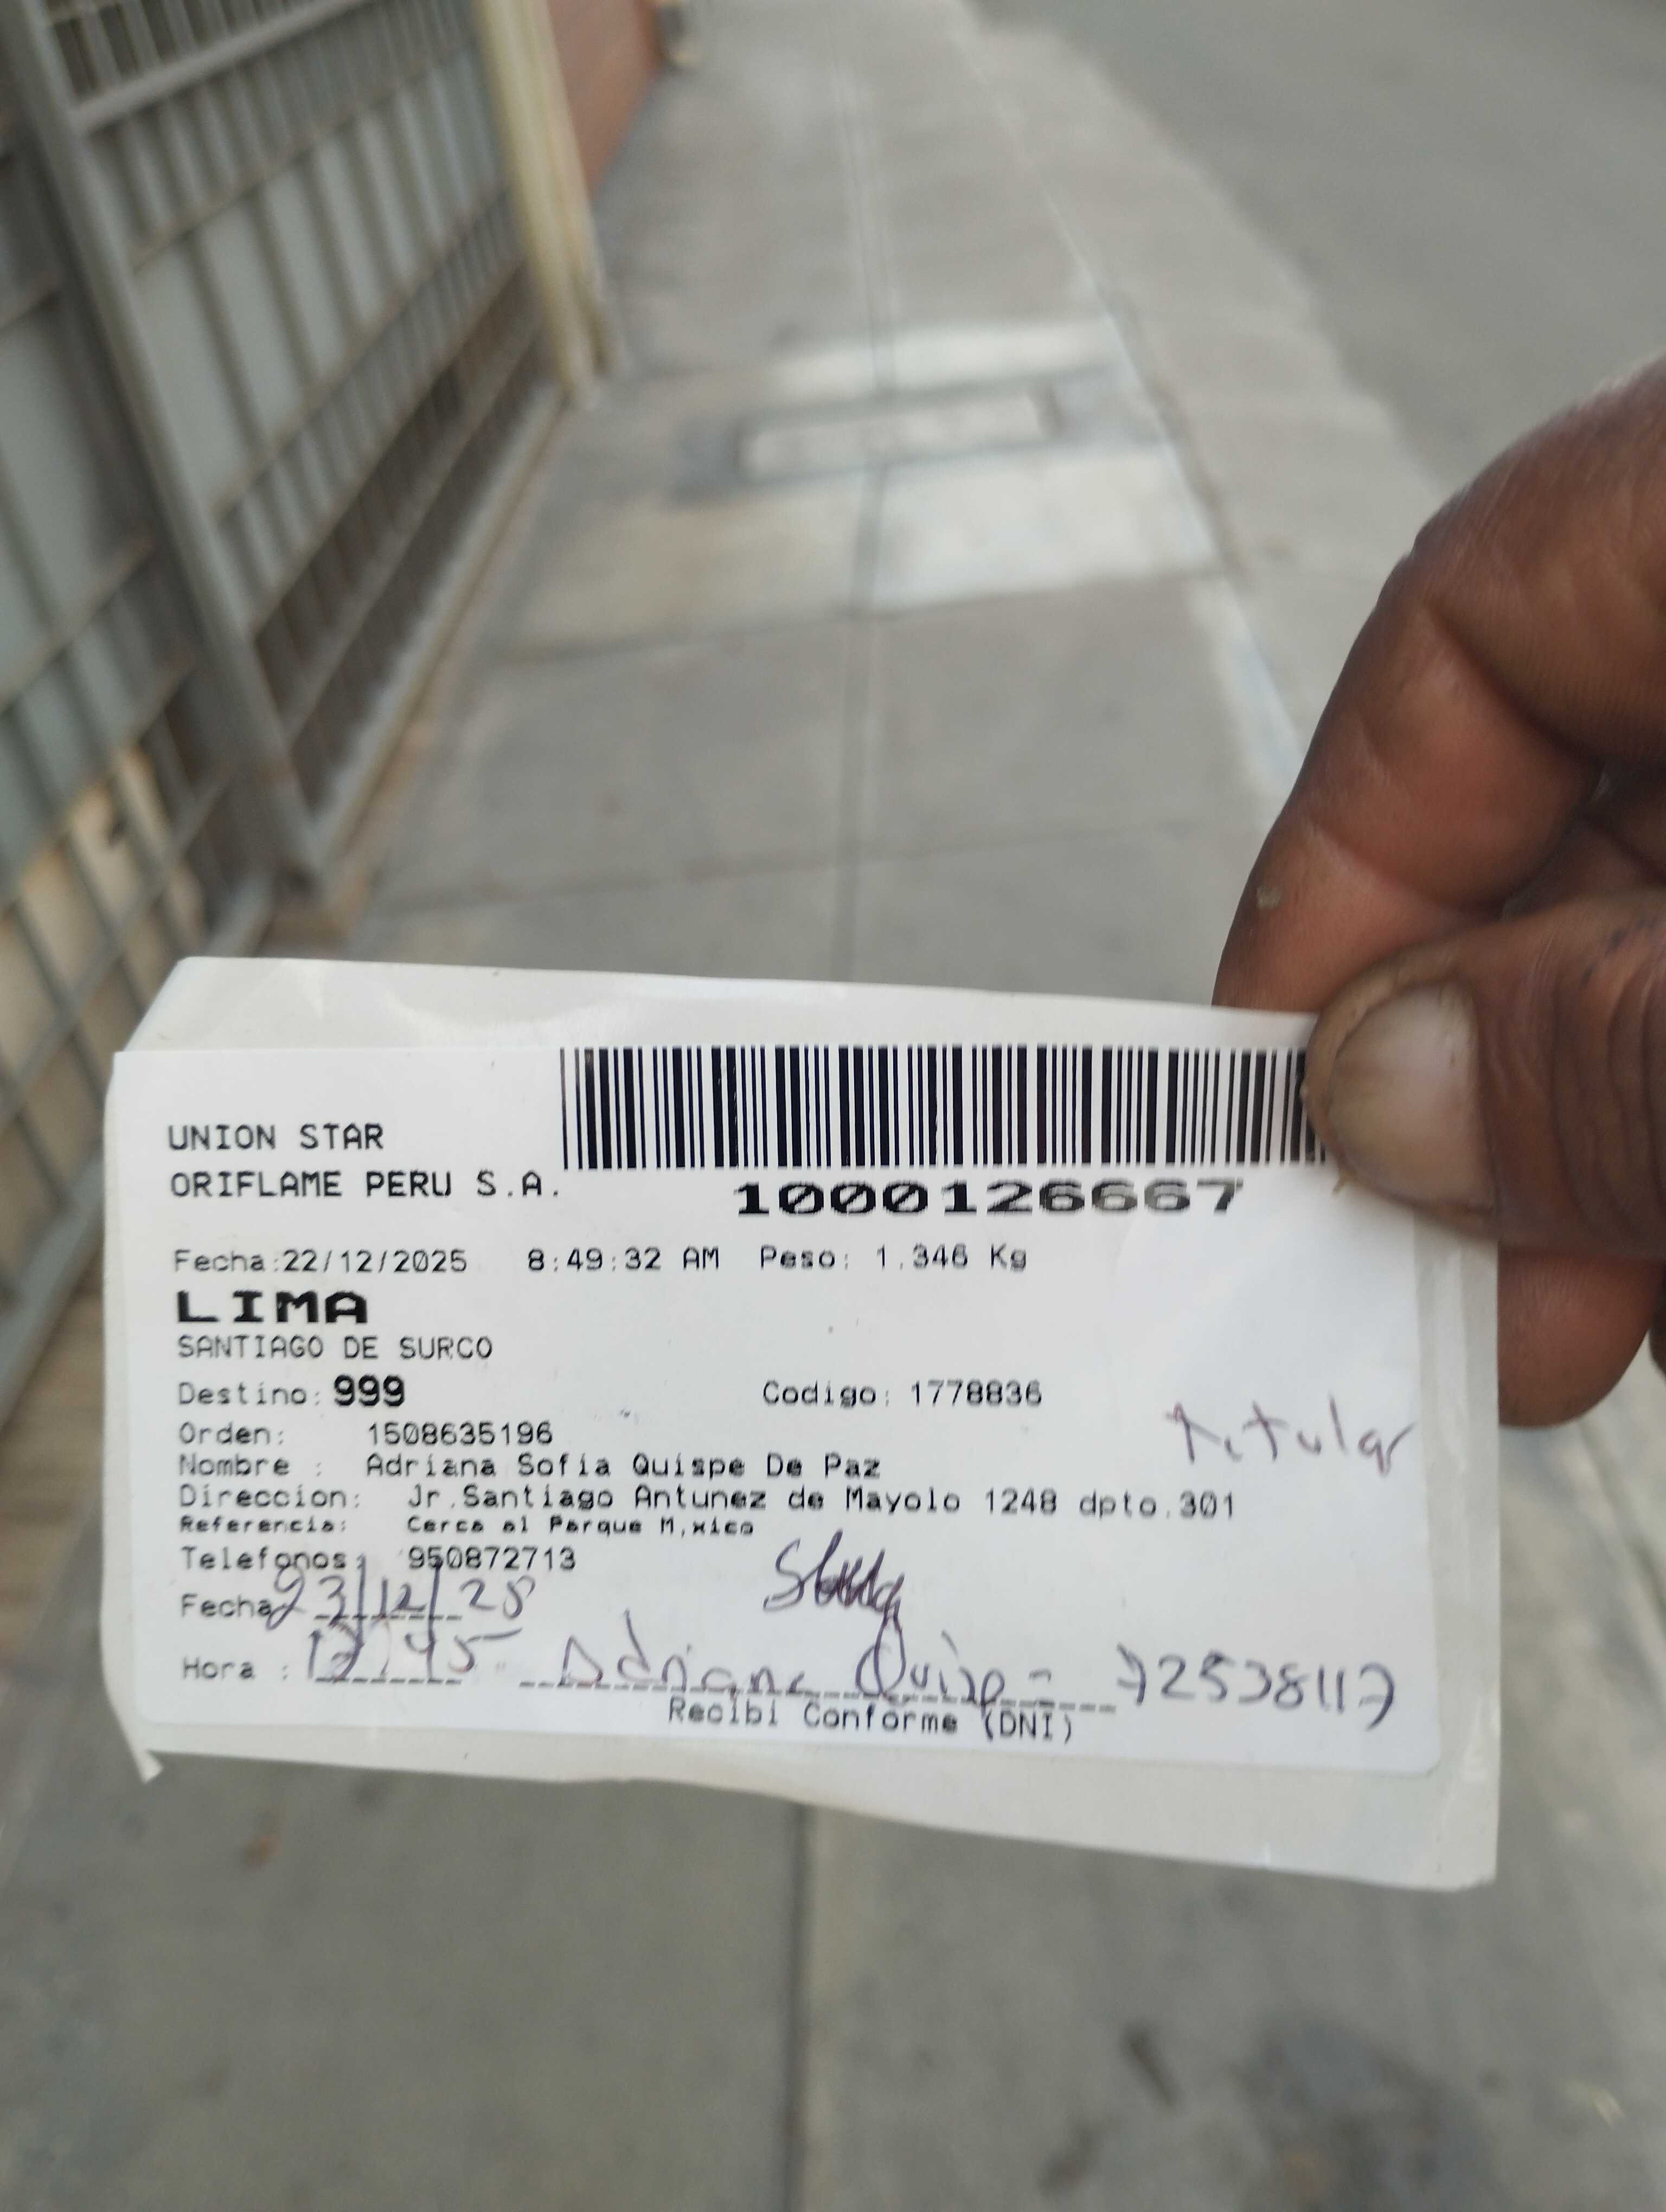 UNION STAR
ORIFLAME PERU S.A.
1000126667
Fecha:22/12/2025 8:49:32 AM Peso: 1.346 Kg
LIMA
SANTIAGO DE SURCO
Destino: 999 Codigo: 1778836
titular
Orden: 1508635196
Nombre : Adriana Sofia Quispe De Paz
Direccion: Jr.Santiago Antunez de Mayolo 1248 dpto.301
Referencia: Cerca al Parque M,xico
Telefonos: 950872713
Fecha 23/12/25
Hora : 12:45 Adriana Quispe 72538117
Recibi Conforme (DNI)